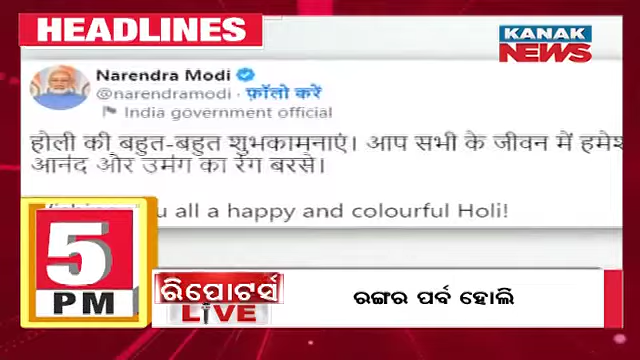 HEADLINES
KANAK
NEWS
Narendra Modi
@narendramodi · फ़ॉलो करें
India government official
होली की बहुत-बहुत शुभकामनाएं। आप सभी के जीवन में हमेश
आनंद और उमंग का रंग बरसे।
all a happy and colourful Holi!
5
PM
ରିପୋର୍ଟର୍ସ
LIVE
ରଙ୍ଗର ପର୍ବ ହୋଲି